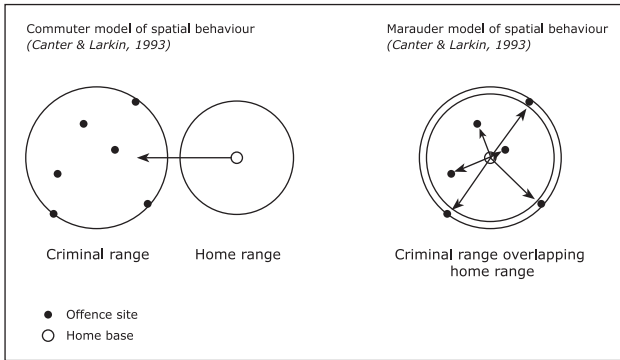 Commuter model of spatial behaviour
(Canter & Larkin, 1993)
Marauder model of spatial behaviour
(Canter & Larkin, 1993)
Criminal range
Home range
Criminal range overlapping
home range
Offence site
Home base